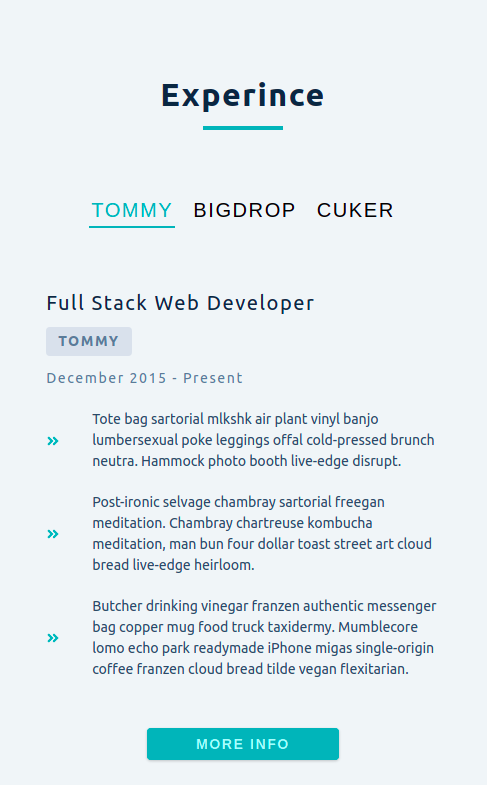 Experince
TOMMY BIGDROP CUKER
Full Stack Web Developer
TOMMY
December 2015 - Present
Tote bag sartorial mlkshk air plant vinyl banjo
lumbersexual poke leggings offal cold-pressed brunch
neutra. Hammock photo booth live-edge disrupt.
Post-ironic selvage chambray sartorial freegan
meditation. Chambray chartreuse kombucha
meditation, man bun four dollar toast street art cloud
bread live-edge heirloom.
Butcher drinking vinegar franzen authentic messenger
bag copper mug food truck taxidermy. Mumblecore
lomo echo park readymade iPhone migas single-origin
coffee franzen cloud bread tilde vegan flexitarian.
MORE INFO